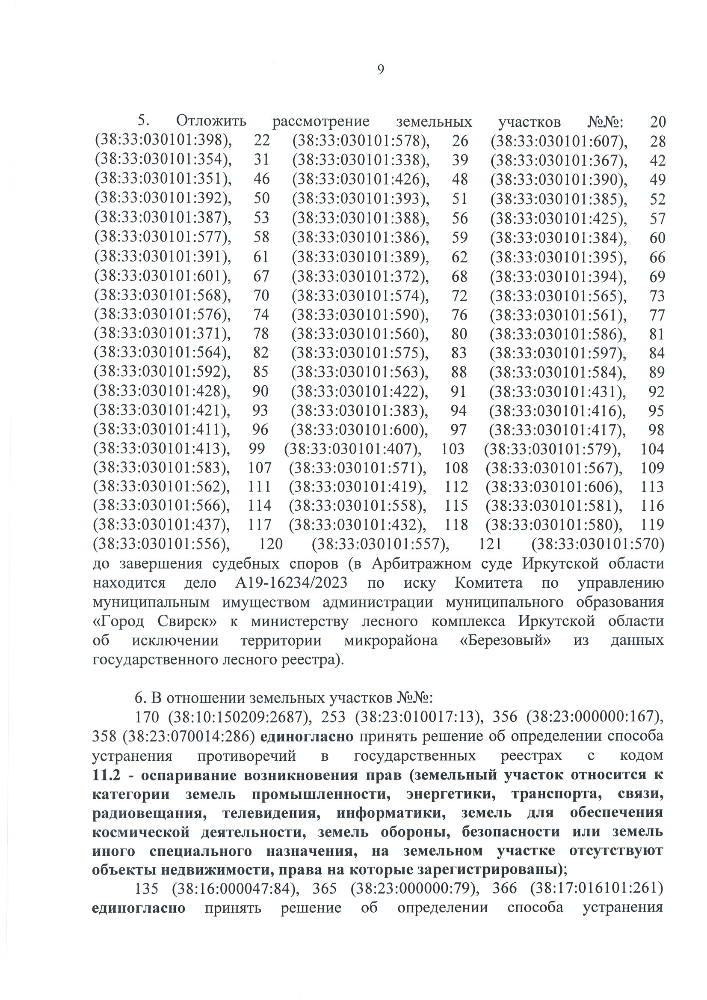 9
5. Отложить рассмотрение земельных участков №№: 20
(38:33:030101:398), 22 (38:33:030101:578), 26 (38:33:030101:607), 28
(38:33:030101:354), 31 (38:33:030101:338), 39 (38:33:030101:367), 42
(38:33:030101:351), 46 (38:33:030101:426), 48 (38:33:030101:390), 49
(38:33:030101:392), 50 (38:33:030101:393), 51 (38:33:030101:385), 52
(38:33:030101:387), 53 (38:33:030101:388), 56 (38:33:030101:425), 57
(38:33:030101:577), 58 (38:33:030101:386), 59 (38:33:030101:384), 60
(38:33:030101:391), 61 (38:33:030101:389), 62 (38:33:030101:395), 66
(38:33:030101:601), 67 (38:33:030101:372), 68 (38:33:030101:394), 69
(38:33:030101:568), 70 (38:33:030101:574), 72 (38:33:030101:565), 73
(38:33:030101:576), 74 (38:33:030101:590), 76 (38:33:030101:561), 77
(38:33:030101:371), 78 (38:33:030101:560), 80 (38:33:030101:586), 81
(38:33:030101:564), 82 (38:33:030101:575), 83 (38:33:030101:597), 84
(38:33:030101:592), 85 (38:33:030101:563), 88 (38:33:030101:584), 89
(38:33:030101:428), 90 (38:33:030101:422), 91 (38:33:030101:431), 92
(38:33:030101:421), 93 (38:33:030101:383), 94 (38:33:030101:416), 95
(38:33:030101:411), 96 (38:33:030101:600), 97 (38:33:030101:417), 98
(38:33:030101:413), 99 (38:33:030101:407), 103 (38:33:030101:579), 104
(38:33:030101:583), 107 (38:33:030101:571), 108 (38:33:030101:567), 109
(38:33:030101:562), 111 (38:33:030101:419), 112 (38:33:030101:606), 113
(38:33:030101:566), 114 (38:33:030101:558), 115 (38:33:030101:581), 116
(38:33:030101:437), 117 (38:33:030101:432), 118 (38:33:030101:580), 119
(38:33:030101:556), 120 (38:33:030101:557), 121 (38:33:030101:570)
до завершения судебных споров (в Арбитражном суде Иркутской области
находится дело А19-16234/2023 по иску Комитета по управлению
муниципальным имуществом администрации муниципального образования
«Город Свирск» к министерству лесного комплекса Иркутской области
об исключении территории микрорайона «Березовый» из данных
государственного лесного реестра).
6. В отношении земельных участков №№:
170 (38:10:150209:2687), 253 (38:23:010017:13), 356 (38:23:000000:167),
358 (38:23:070014:286) единогласно принять решение об определении способа
устранения противоречий в государственных реестрах с кодом
11.2 - оспаривание возникновения прав (земельный участок относится к
категории земель промышленности, энергетики, транспорта, связи,
радиовещания, телевидения, информатики, земель для обеспечения
космической деятельности, земель обороны, безопасности или земель
иного специального назначения, на земельном участке отсутствуют
объекты недвижимости, права на которые зарегистрированы);
135 (38:16:000047:84), 365 (38:23:000000:79), 366 (38:17:016101:261)
единогласно принять решение об определении способа устранения